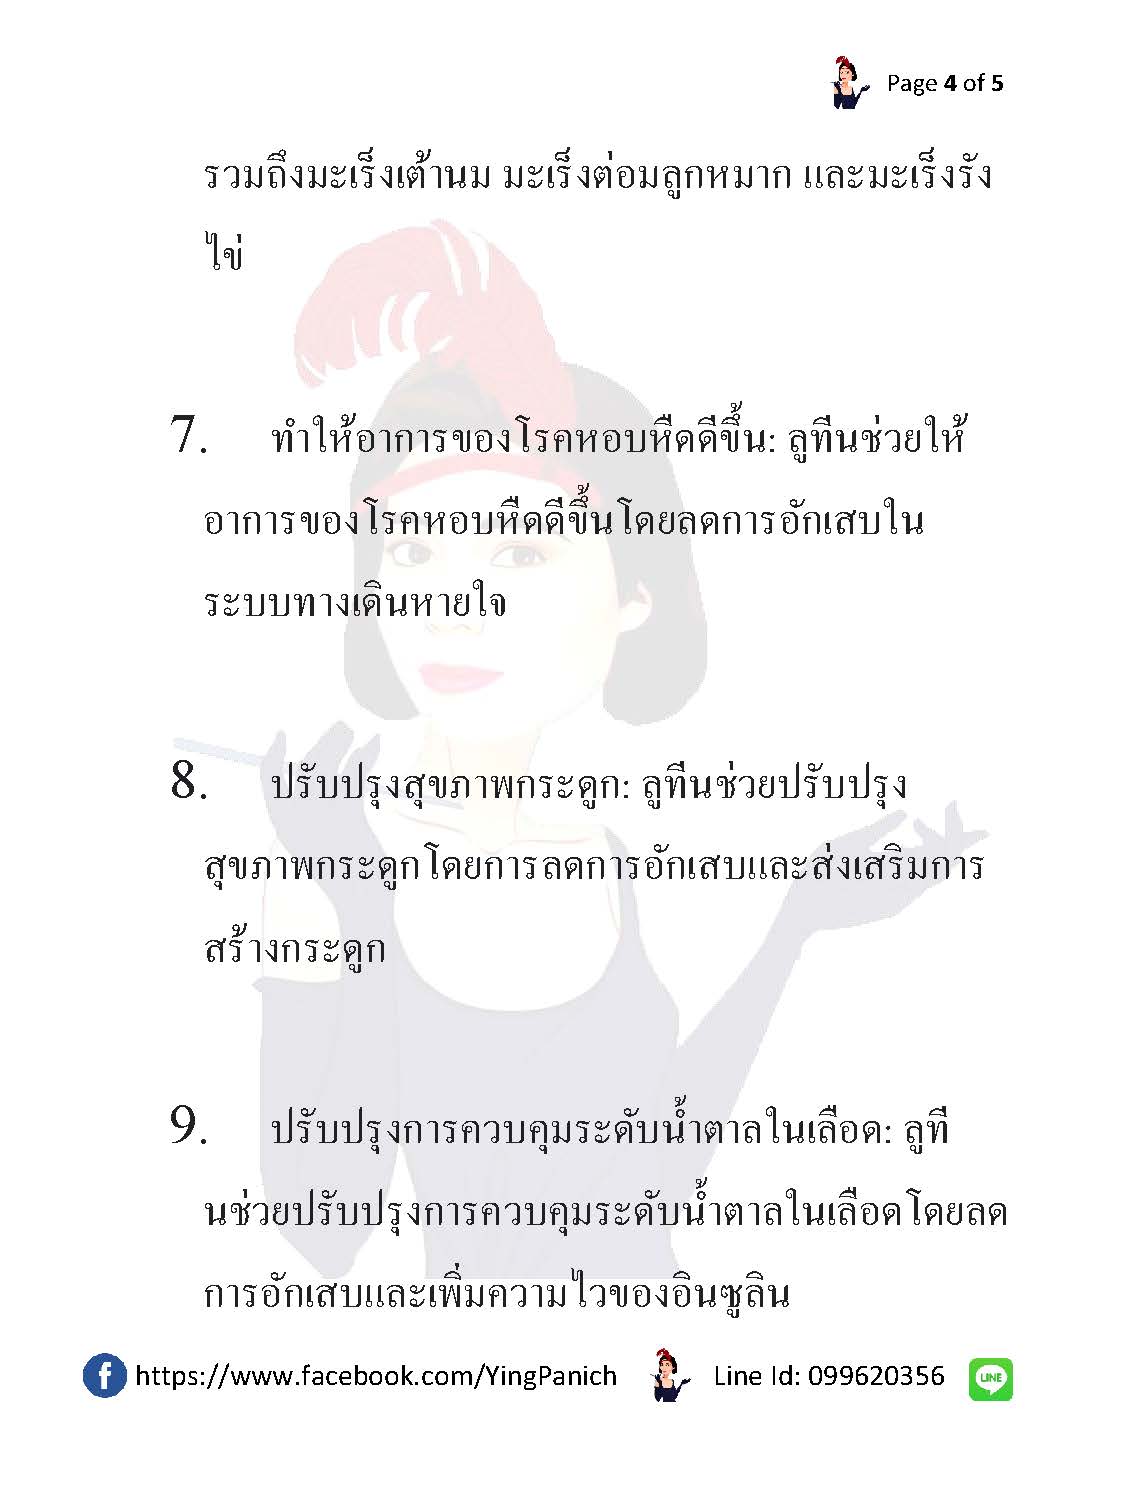 Page 4 of 5
รวมถึงมะเร็งเต้านม มะเร็งต่อมลูกหมาก และมะเร็งรัง
ไข่
7. ทำให้อาการของโรคหอบหืดดีขึ้น: ลูทีนช่วยให้
อาการของโรคหอบหืดดีขึ้นโดยลดการอักเสบใน
ระบบทางเดินหายใจ
8. ปรับปรุงสุขภาพกระดูก: ลูทีนช่วยปรับปรุง
สุขภาพกระดูกโดยการลดการอักเสบและส่งเสริมการ
สร้างกระดูก
9. ปรับปรุงการควบคุมระดับน้ำตาลในเลือด: ลูที
นช่วยปรับปรุงการควบคุมระดับน้ำตาลในเลือดโดยลด
การอักเสบและเพิ่มความไวของอินซูลิน
https://www.facebook.com/YingPanich Line Id: 099620356 LINE